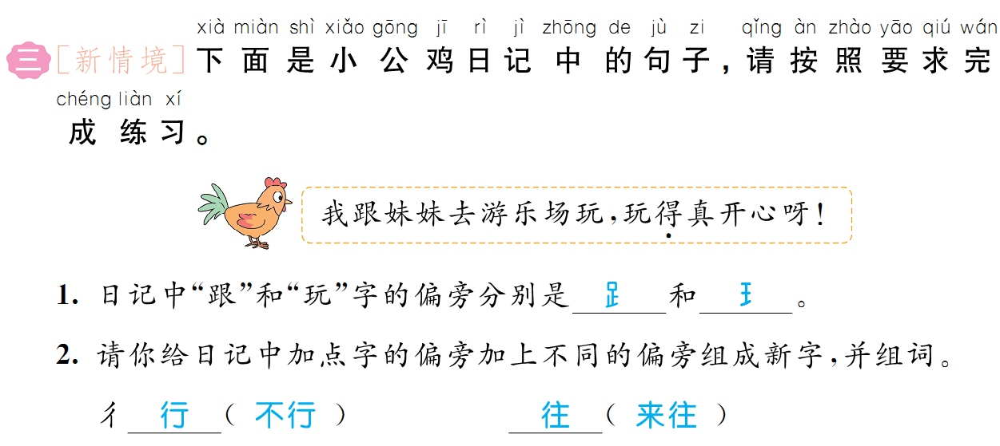 xià miàn shì xiǎo gōng jī rì jì zhōng de jù zi qǐng àn zhào yāo qiú wán
三[新情境]下面是小公鸡日记中的句子,请按照要求完
chéng liàn xí
成练习。
我跟妹妹去游乐场玩,玩得真开心呀!
1. 日记中“跟”和“玩”字的偏旁分别是 𧾷 和 𤣩 。
2. 请你给日记中加点字的偏旁加上不同的偏旁组成新字,并组词。
彳 行 ( 不行 ) 往 ( 来往 )